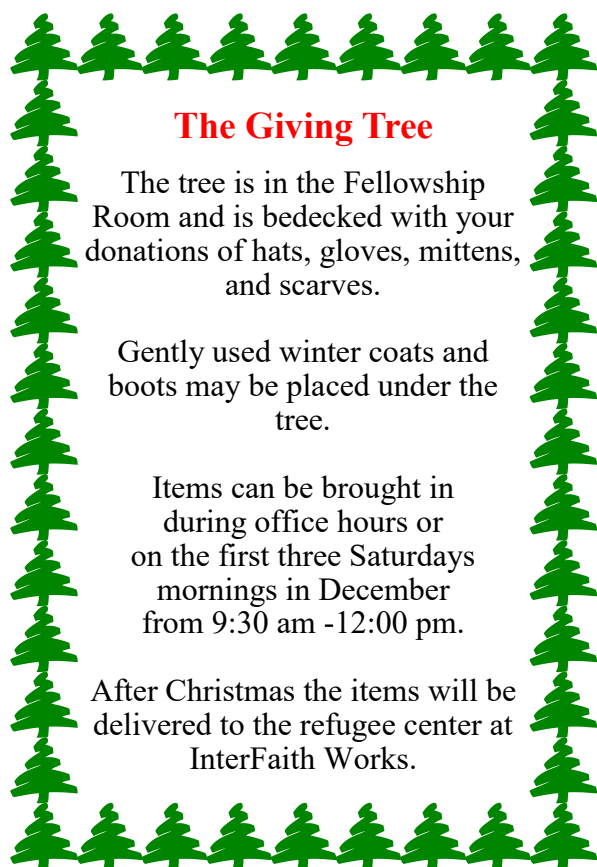 The Giving Tree
The tree is in the Fellowship
Room and is bedecked with your
donations of hats, gloves, mittens,
and scarves.
Gently used winter coats and
boots may be placed under the
tree.
Items can be brought in
during office hours or
on the first three Saturdays
mornings in December
from 9:30 am -12:00 pm.
After Christmas the items will be
delivered to the refugee center at
InterFaith Works.